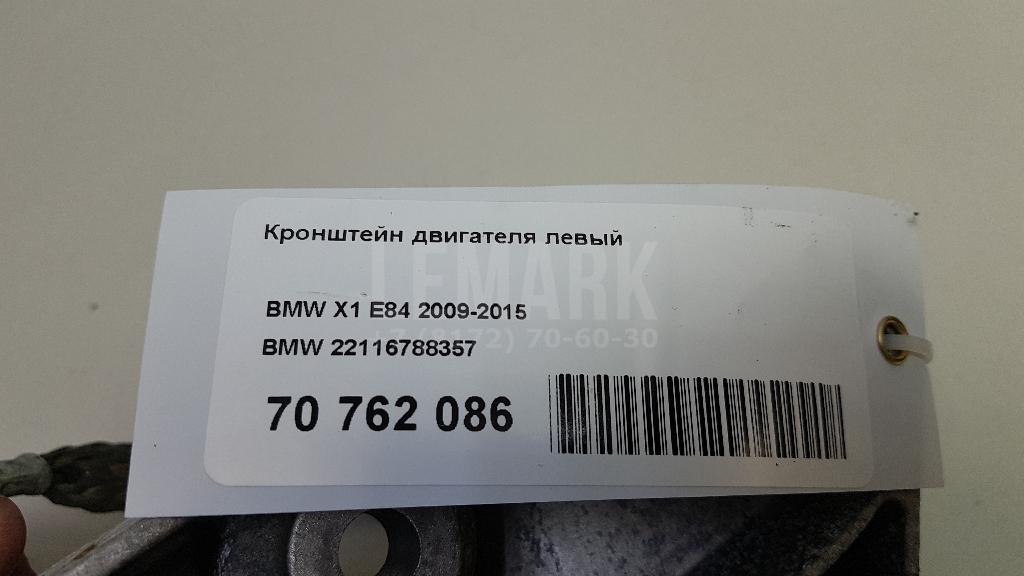 Кронштейн двигателя левый
LEMARK
BMW X1 E84 2009-2015
+7 (8172) 70-60-30
BMW 22116788357
70 762 086